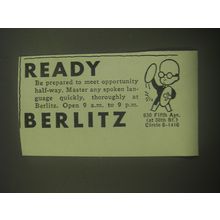 READY
Be prepared to meet opportunity
half-way. Master any spoken lan-
guage quickly, thoroughly at
Berlitz. Open 9 a.m. to 9 p.m.
BERLITZ
630 Fifth Ave.
(at 50th St.)
Circle 6-1416